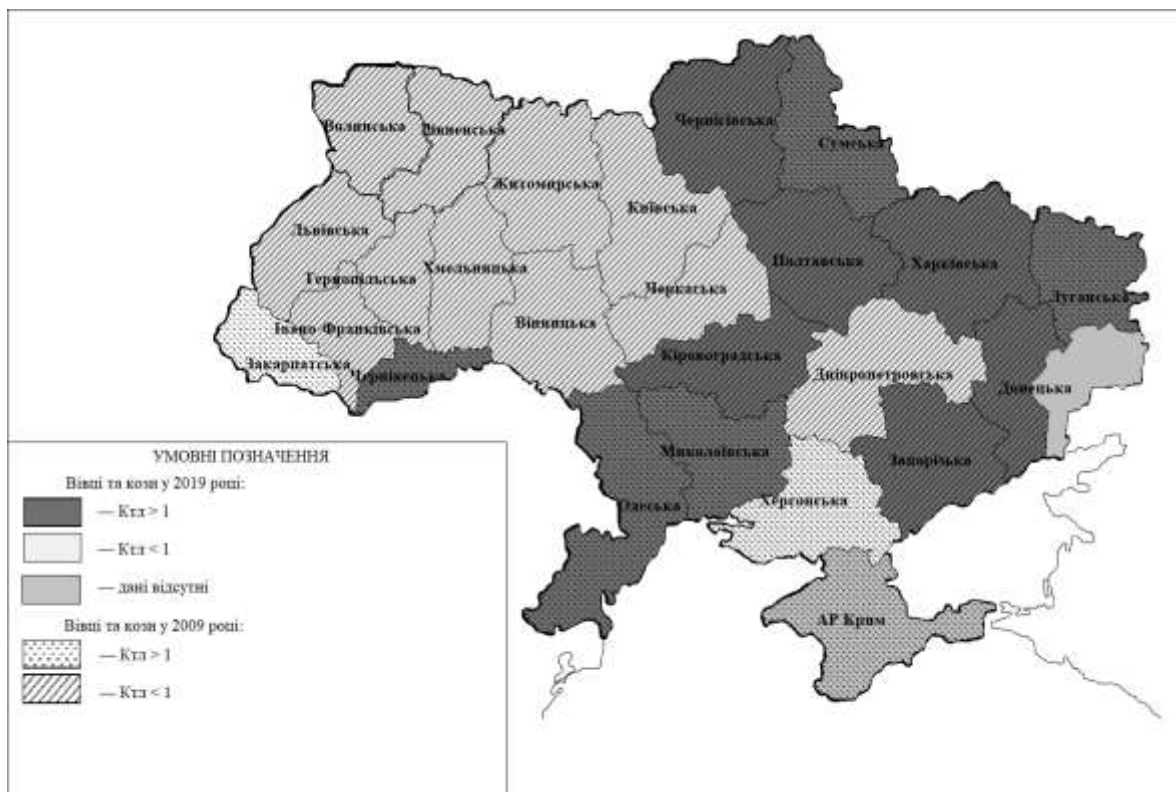 Волинська
Рівненська
Житомирська
Київська
Чернігівська
Сумська
Львівська
Тернопільська
Хмельницька
Вінницька
Черкаська
Полтавська
Харківська
Луганська
Івано-Франківська
Закарпатська
Чернівецька
Кіровоградська
Дніпропетровська
Донецька
Миколаївська
Запорізька
Одеська
Херсонська
АР Крим
УМОВНІ ПОЗНАЧЕННЯ
Вівці та кози у 2019 році:
— Ктл > 1
— Ктл < 1
— дані відсутні
Вівці та кози у 2009 році:
— Ктл > 1
— Ктл < 1